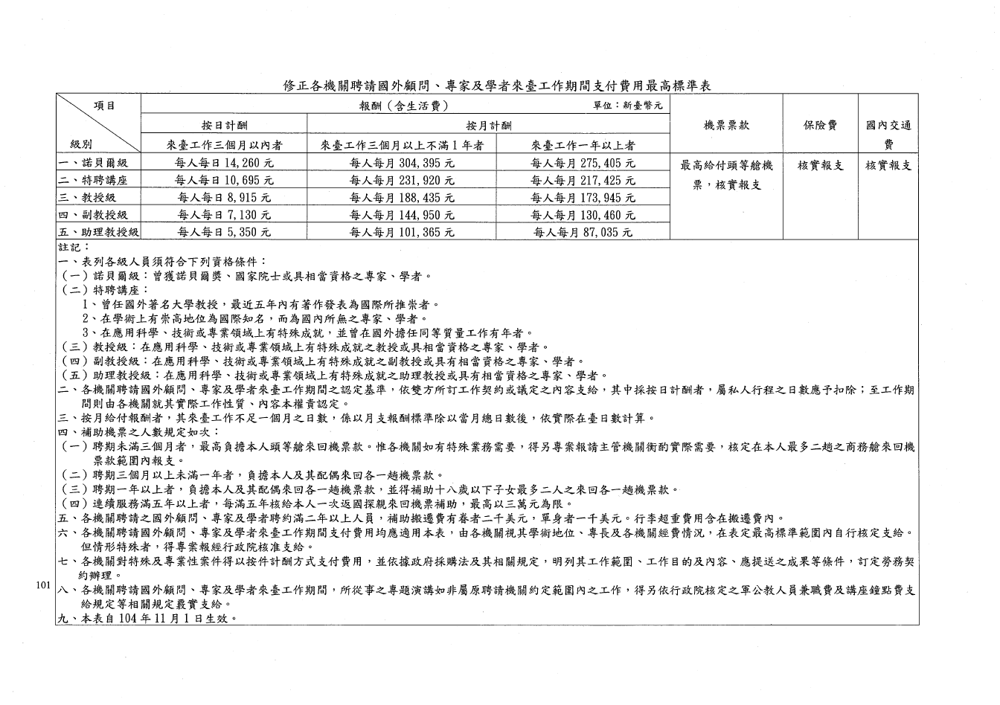 修正各機關聘請國外顧問、專家及學者來臺工作期間支付費用最高標準表
項目 報酬（含生活費） 單位：新臺幣元 機票票款 保險費 國內交通費
按日計酬 按月計酬
級別 來臺工作三個月以內者 來臺工作三個月以上不滿1年者 來臺工作一年以上者
一、諾貝爾級 每人每日14,260元 每人每月304,395元 每人每月275,405元 最高給付頭等艙機票，核實報支 核實報支 核實報支
二、特聘講座 每人每日10,695元 每人每月231,920元 每人每月217,425元
三、教授級 每人每日8,915元 每人每月188,435元 每人每月173,945元
四、副教授級 每人每日7,130元 每人每月144,950元 每人每月130,460元
五、助理教授級 每人每日5,350元 每人每月101,365元 每人每月87,035元
註記：
一、表列各級人員須符合下列資格條件：
（一）諾貝爾級：曾獲諾貝爾獎、國家院士或具相當資格之專家、學者。
（二）特聘講座：
1、曾任國外著名大學教授，最近五年內有著作發表為國際所推崇者。
2、在學術上有崇高地位為國際知名，而為國內所無之專家、學者。
3、在應用科學、技術或專業領域上有特殊成就，並曾在國外擔任同等質量工作有年者。
（三）教授級：在應用科學、技術或專業領域上有特殊成就之教授或具相當資格之專家、學者。
（四）副教授級：在應用科學、技術或專業領域上有特殊成就之副教授或具有相當資格之專家、學者。
（五）助理教授級：在應用科學、技術或專業領域上有特殊成就之助理教授或具有相當資格之專家、學者。
二、各機關聘請國外顧問、專家及學者來臺工作期間之認定基準，依雙方所訂工作契約或議定之內容支給，其中採按日計酬者，屬私人行程之日數應予扣除；至工作期
間則由各機關就其實際工作性質、內容本權責認定。
三、按月給付報酬者，其來臺工作不足一個月之日數，係以月支報酬標準除以當月總日數後，依實際在臺日數計算。
四、補助機票之人數規定如次：
（一）聘期未滿三個月者，最高負擔本人頭等艙來回機票款。惟各機關如有特殊業務需要，得另專案報請主管機關衡酌實際需要，核定在本人最多二趟之商務艙來回機
票款範圍內報支。
（二）聘期三個月以上未滿一年者，負擔本人及其配偶來回各一趟機票款。
（三）聘期一年以上者，負擔本人及其配偶來回各一趟機票款，並得補助十八歲以下子女最多二人之來回各一趟機票款。
（四）連續服務滿五年以上者，每滿五年核給本人一次返國探親來回機票補助，最高以三萬元為限。
五、各機關聘請之國外顧問、專家及學者聘約滿二年以上人員，補助搬遷費有眷者二千美元，單身者一千美元。行李超重費用含在搬遷費內。
六、各機關聘請國外顧問、專家及學者來臺工作期間支付費用均應適用本表，由各機關視其學術地位、專長及各機關經費情況，在表定最高標準範圍內自行核定支給。
但情形特殊者，得專案報經行政院核准支給。
七、各機關對特殊及專業性案件得以按件計酬方式支付費用，並依據政府採購法及其相關規定，明列其工作範圍、工作目的及內容、應提送之成果等條件，訂定勞務契
約辦理。
八、各機關聘請國外顧問、專家及學者來臺工作期間，所從事之專題演講如非屬原聘請機關約定範圍內之工作，得另依行政院核定之軍公教人員兼職費及講座鐘點費支
給規定等相關規定覈實支給。
九、本表自104年11月1日生效。
101